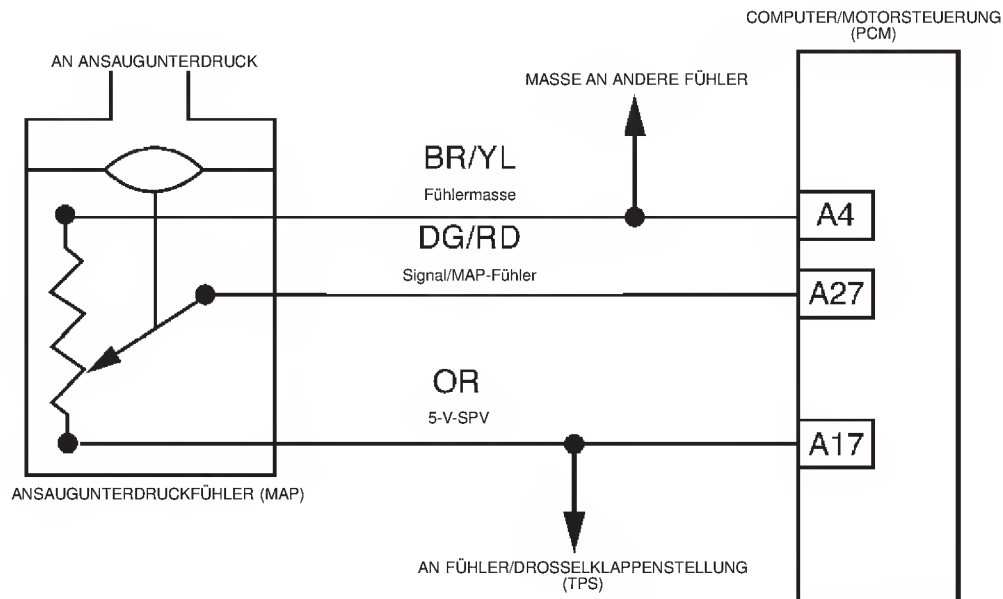 COMPUTER/MOTORSTEUERUNG
(PCM)
AN ANSAUGUNTERDRUCK
MASSE AN ANDERE FÜHLER
BR/YL
Fühlermasse
A4
DG/RD
Signal/MAP-Fühler
A27
OR
5-V-SPV
A17
ANSAUGUNTERDRUCKFÜHLER (MAP)
AN FÜHLER/DROSSELKLAPPENSTELLUNG
(TPS)